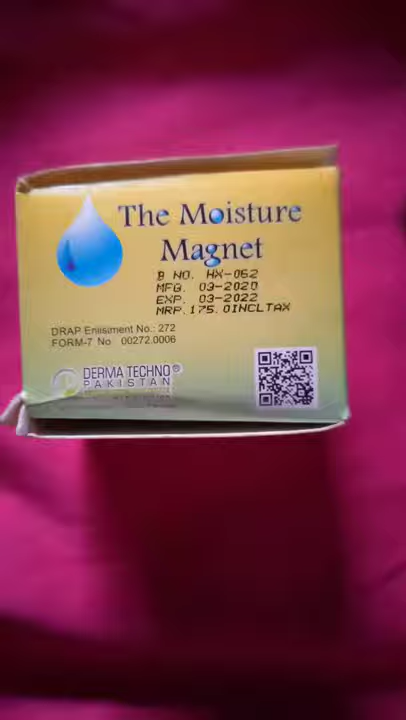 The Moisture
Magnet
B NO. HX-062
MFG. 03-2020
EXP. 03-2022
MRP.175.0INCLTAX
DRAP Enlistment No.: 272
FORM-7 No 00272.0006
DERMA TECHNO®
PAKISTAN